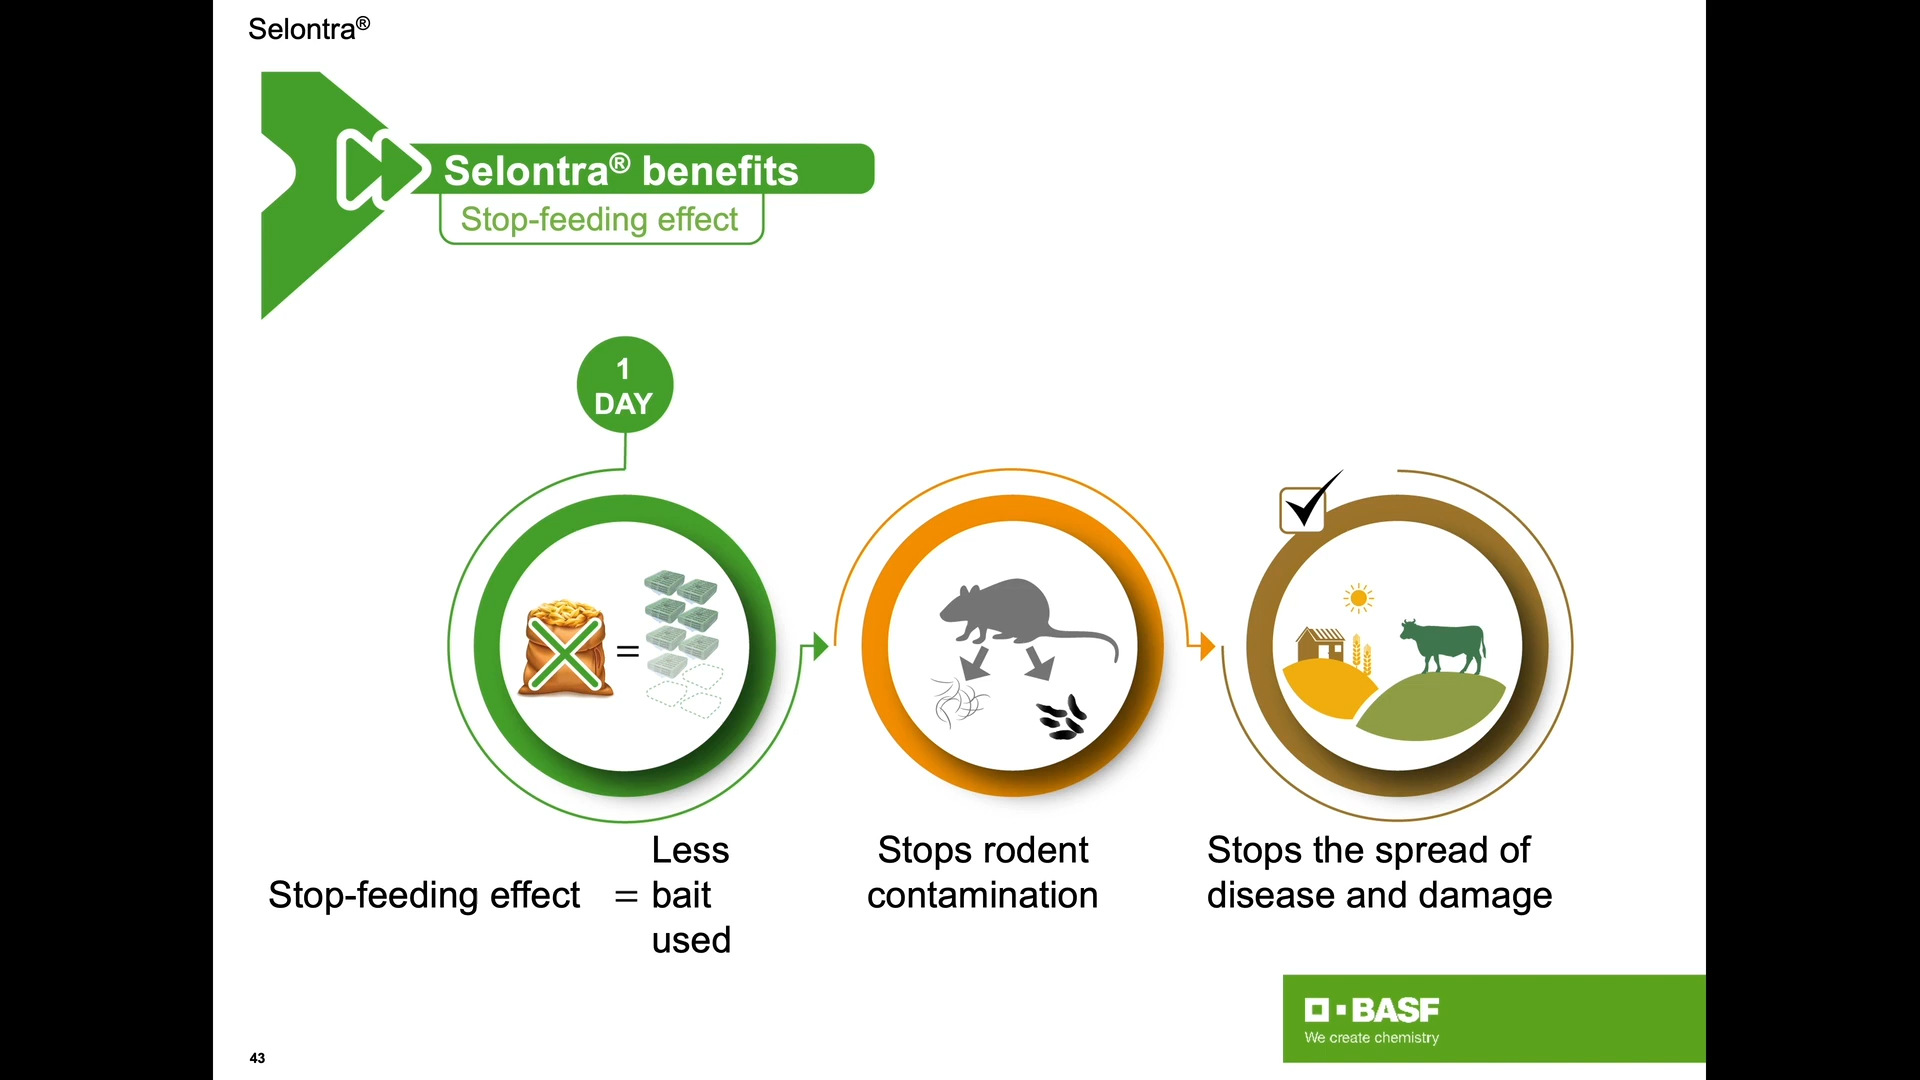 Selontra®
Selontra® benefits
Stop-feeding effect
1
DAY
=
Stop-feeding effect = Less
bait
used
Stops rodent
contamination
Stops the spread of
disease and damage
BASF
We create chemistry
43